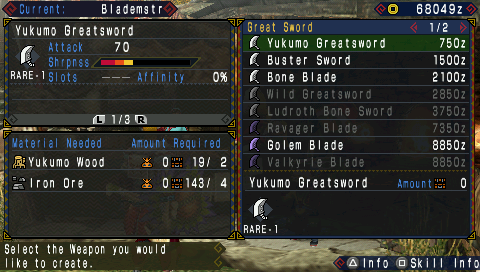 Current: Blademstr
68049z
Yukumo Greatsword
Attack 70
Shrpnss
RARE-1 Slots ——— Affinity 0%
L 1/3 R
Material Needed Amount Required
Yukumo Wood 0 19/ 2
Iron Ore 0 143/ 4
Great Sword 1/2
Yukumo Greatsword 750z
Buster Sword 1500z
Bone Blade 2100z
Wild Greatsword 2850z
Ludroth Bone Sword 3750z
Ravager Blade 7350z
Golem Blade 8850z
Valkyrie Blade 8850z
Yukumo Greatsword Amount 0
RARE-1
Select the Weapon you would
like to create.
Info Skill Info